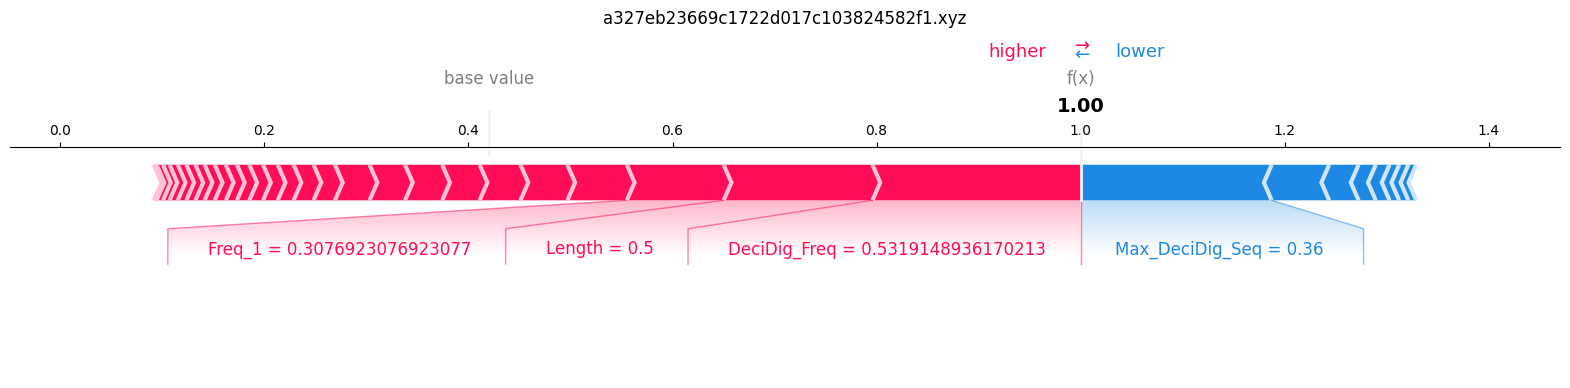 a327eb23669c1722d017c103824582f1.xyz
higher ⇄ lower
base value f(x)
1.00
0.0 0.2 0.4 0.6 0.8 1.0 1.2 1.4
Freq_1 = 0.3076923076923077 Length = 0.5 DeciDig_Freq = 0.5319148936170213 Max_DeciDig_Seq = 0.36